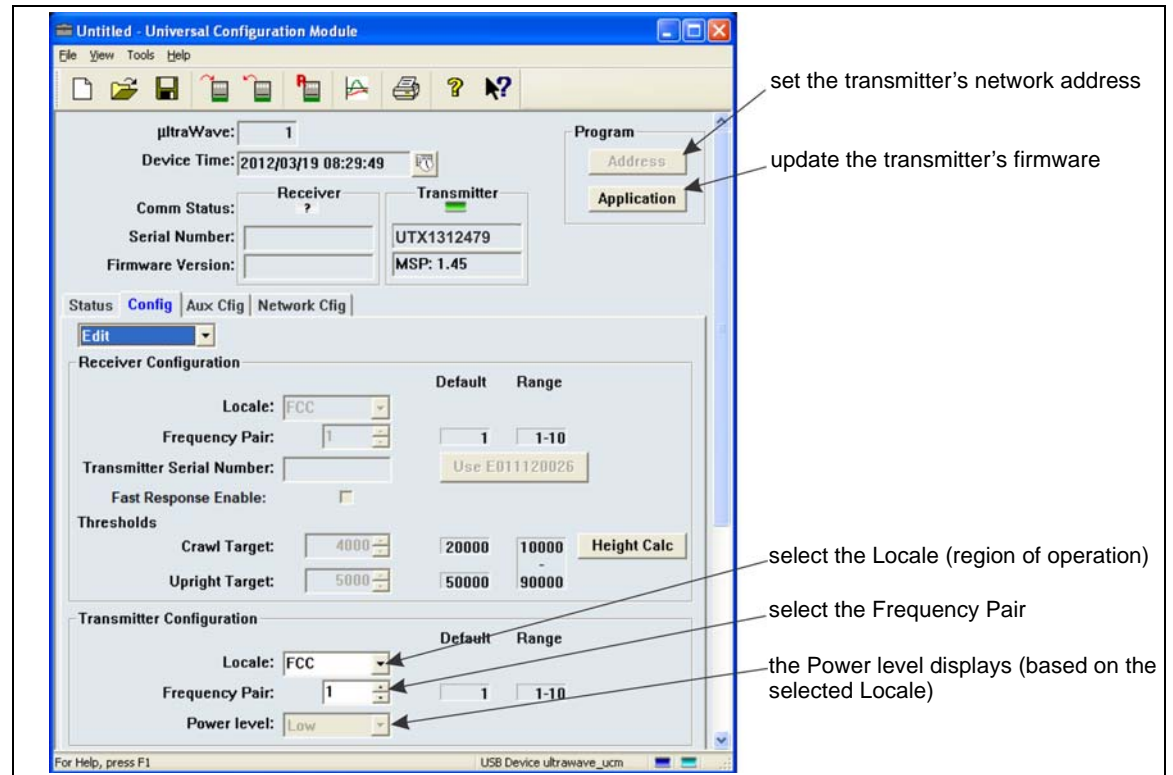 Untitled - Universal Configuration Module
File View Tools Help
µltraWave: 1
Device Time: 2012/03/19 08:29:49
Receiver Transmitter
Comm Status: ?
Serial Number: UTX1312479
Firmware Version: MSP: 1.45
Program
Address
Application
set the transmitter's network address
update the transmitter's firmware
Status Config Aux Cfig Network Cfig
Edit
Receiver Configuration
Default Range
Locale: FCC
Frequency Pair: 1 1 1-10
Transmitter Serial Number: Use E011120026
Fast Response Enable:
Thresholds
Crawl Target: 4000 20000 10000 Height Calc
-
Upright Target: 5000 50000 90000
Transmitter Configuration
Default Range
Locale: FCC
Frequency Pair: 1 1 1-10
Power level: Low
select the Locale (region of operation)
select the Frequency Pair
the Power level displays (based on the
selected Locale)
For Help, press F1 USB Device ultrawave_ucm